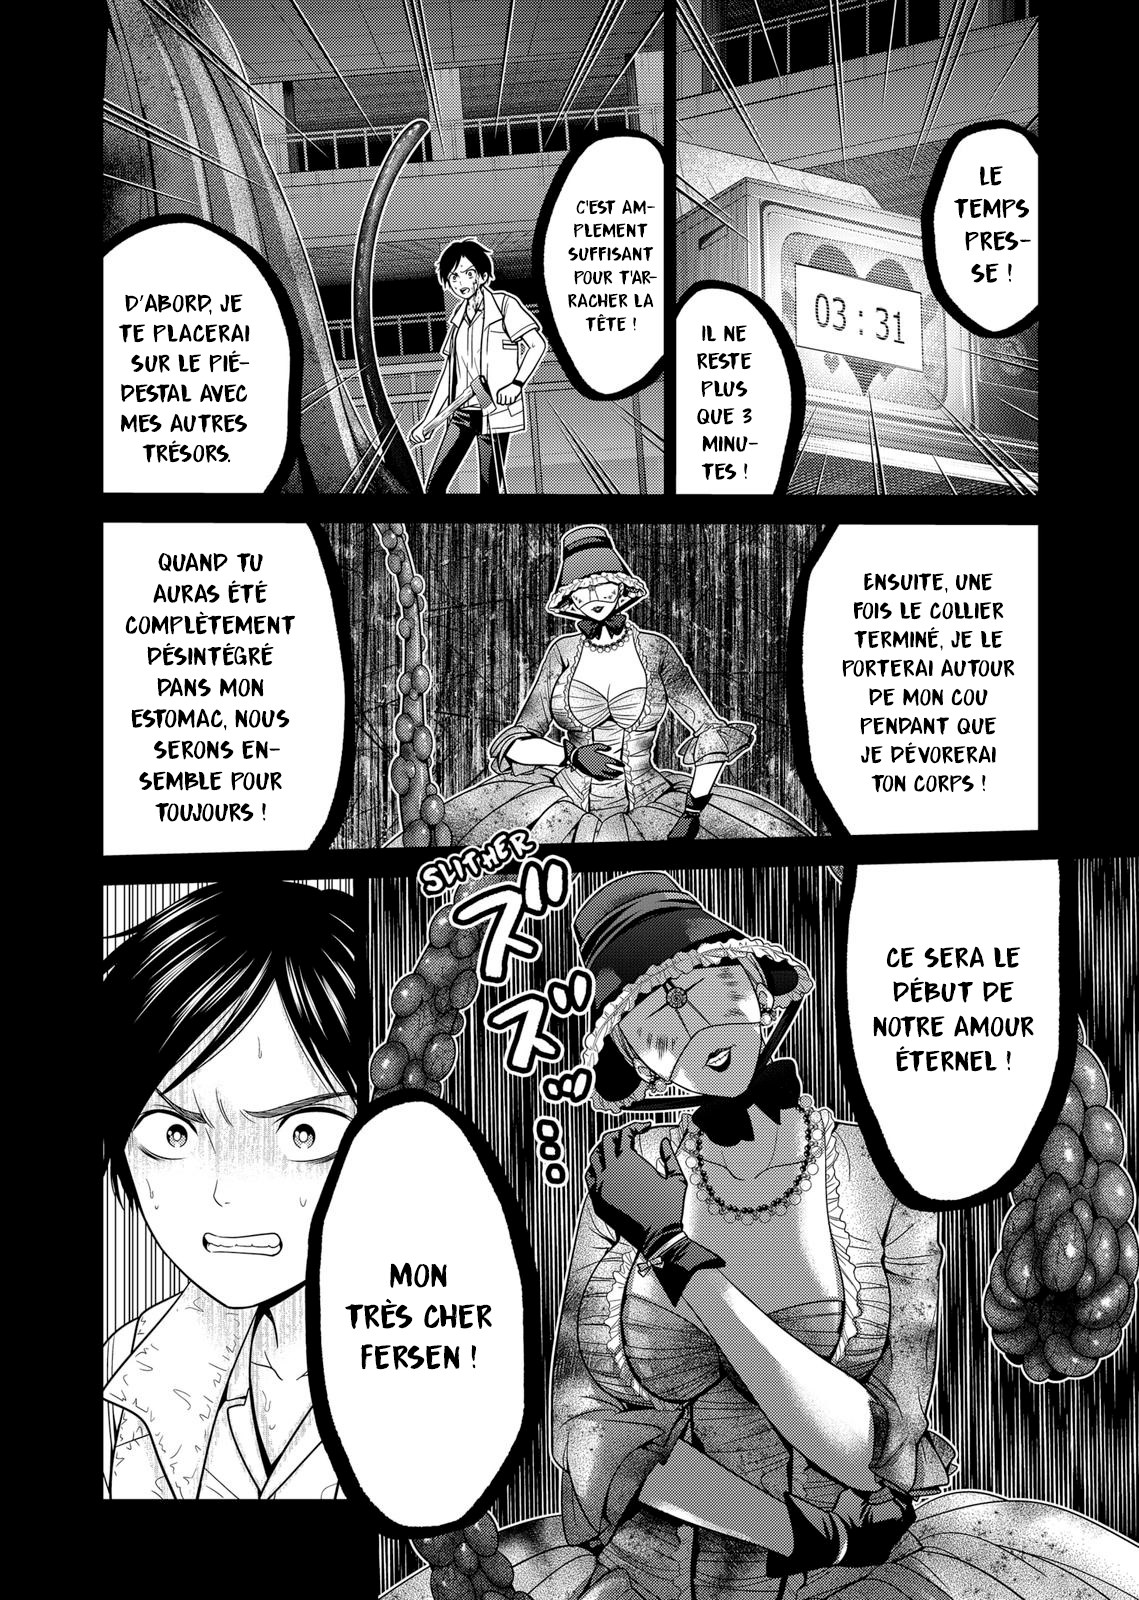 LE
TEMPS
PRES-
SE !
03 : 31
IL NE
RESTE
PLUS
QUE 3
MINU-
TES !
C'EST AM-
PLEMENT
SUFFISANT
POUR T'AR-
RACHER LA
TÊTE !
D'ABORD, JE
TE PLACERAI
SUR LE PIÉ-
DESTAL AVEC
MES AUTRES
TRÉSORS.
ENSUITE, UNE
FOIS LE COLLIER
TERMINÉ, JE LE
PORTERAI AUTOUR
DE MON COU
PENDANT QUE
JE DÉVORERAI
TON CORPS !
QUAND TU
AURAS ÉTÉ
COMPLÈTEMENT
DÉSINTÉGRÉ
DANS MON
ESTOMAC, NOUS
SERONS EN-
SEMBLE POUR
TOUJOURS !
CE SERA LE
DÉBUT DE
NOTRE AMOUR
ÉTERNEL !
SLITHER
ズズズ...
MON
TRÈS CHER
FERSEN !